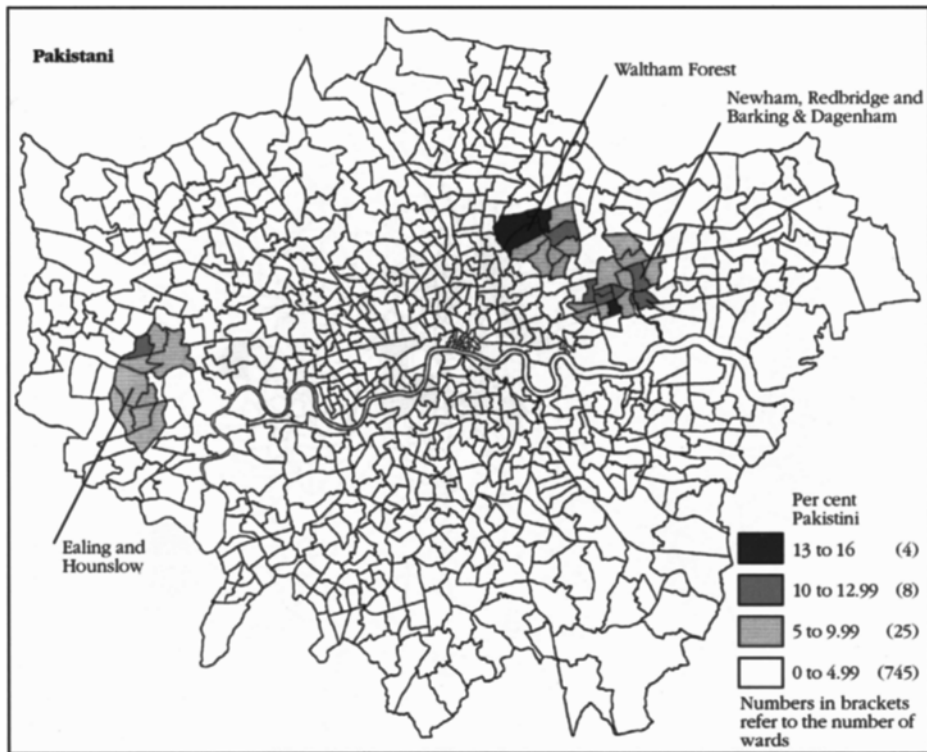 Pakistani
Waltham Forest
Newham, Redbridge and
Barking & Dagenham
Ealing and
Hounslow
Per cent
Pakistini
13 to 16 (4)
10 to 12.99 (8)
5 to 9.99 (25)
0 to 4.99 (745)
Numbers in brackets
refer to the number of
wards